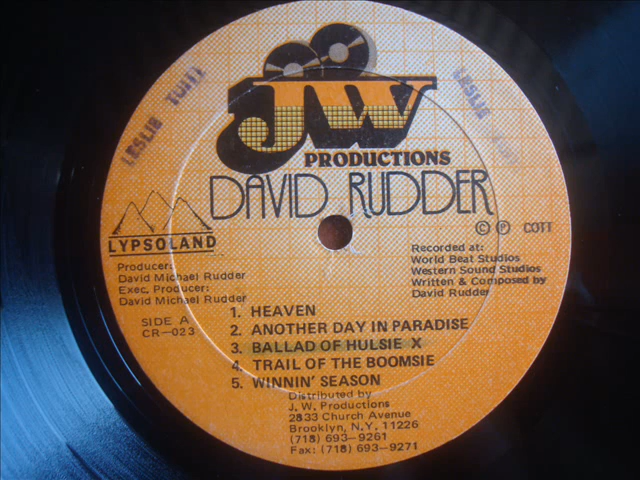 LESLIE TUITT
LESLIE
JW
PRODUCTIONS
DAVID RUDDER
© ℗ COTT
LYPSOLAND
Producer:
David Michael Rudder
Exec. Producer:
David Michael Rudder
Recorded at:
World Beat Studios
Western Sound Studios
Written & Composed by
David Rudder
SIDE A
CR-023
1. HEAVEN
2. ANOTHER DAY IN PARADISE
3. BALLAD OF HULSIE X
4. TRAIL OF THE BOOMSIE
5. WINNIN' SEASON
Distributed by
J. W. Productions
2833 Church Avenue
Brooklyn, N.Y. 11226
(718) 693-9261
Fax: (718) 693-9271